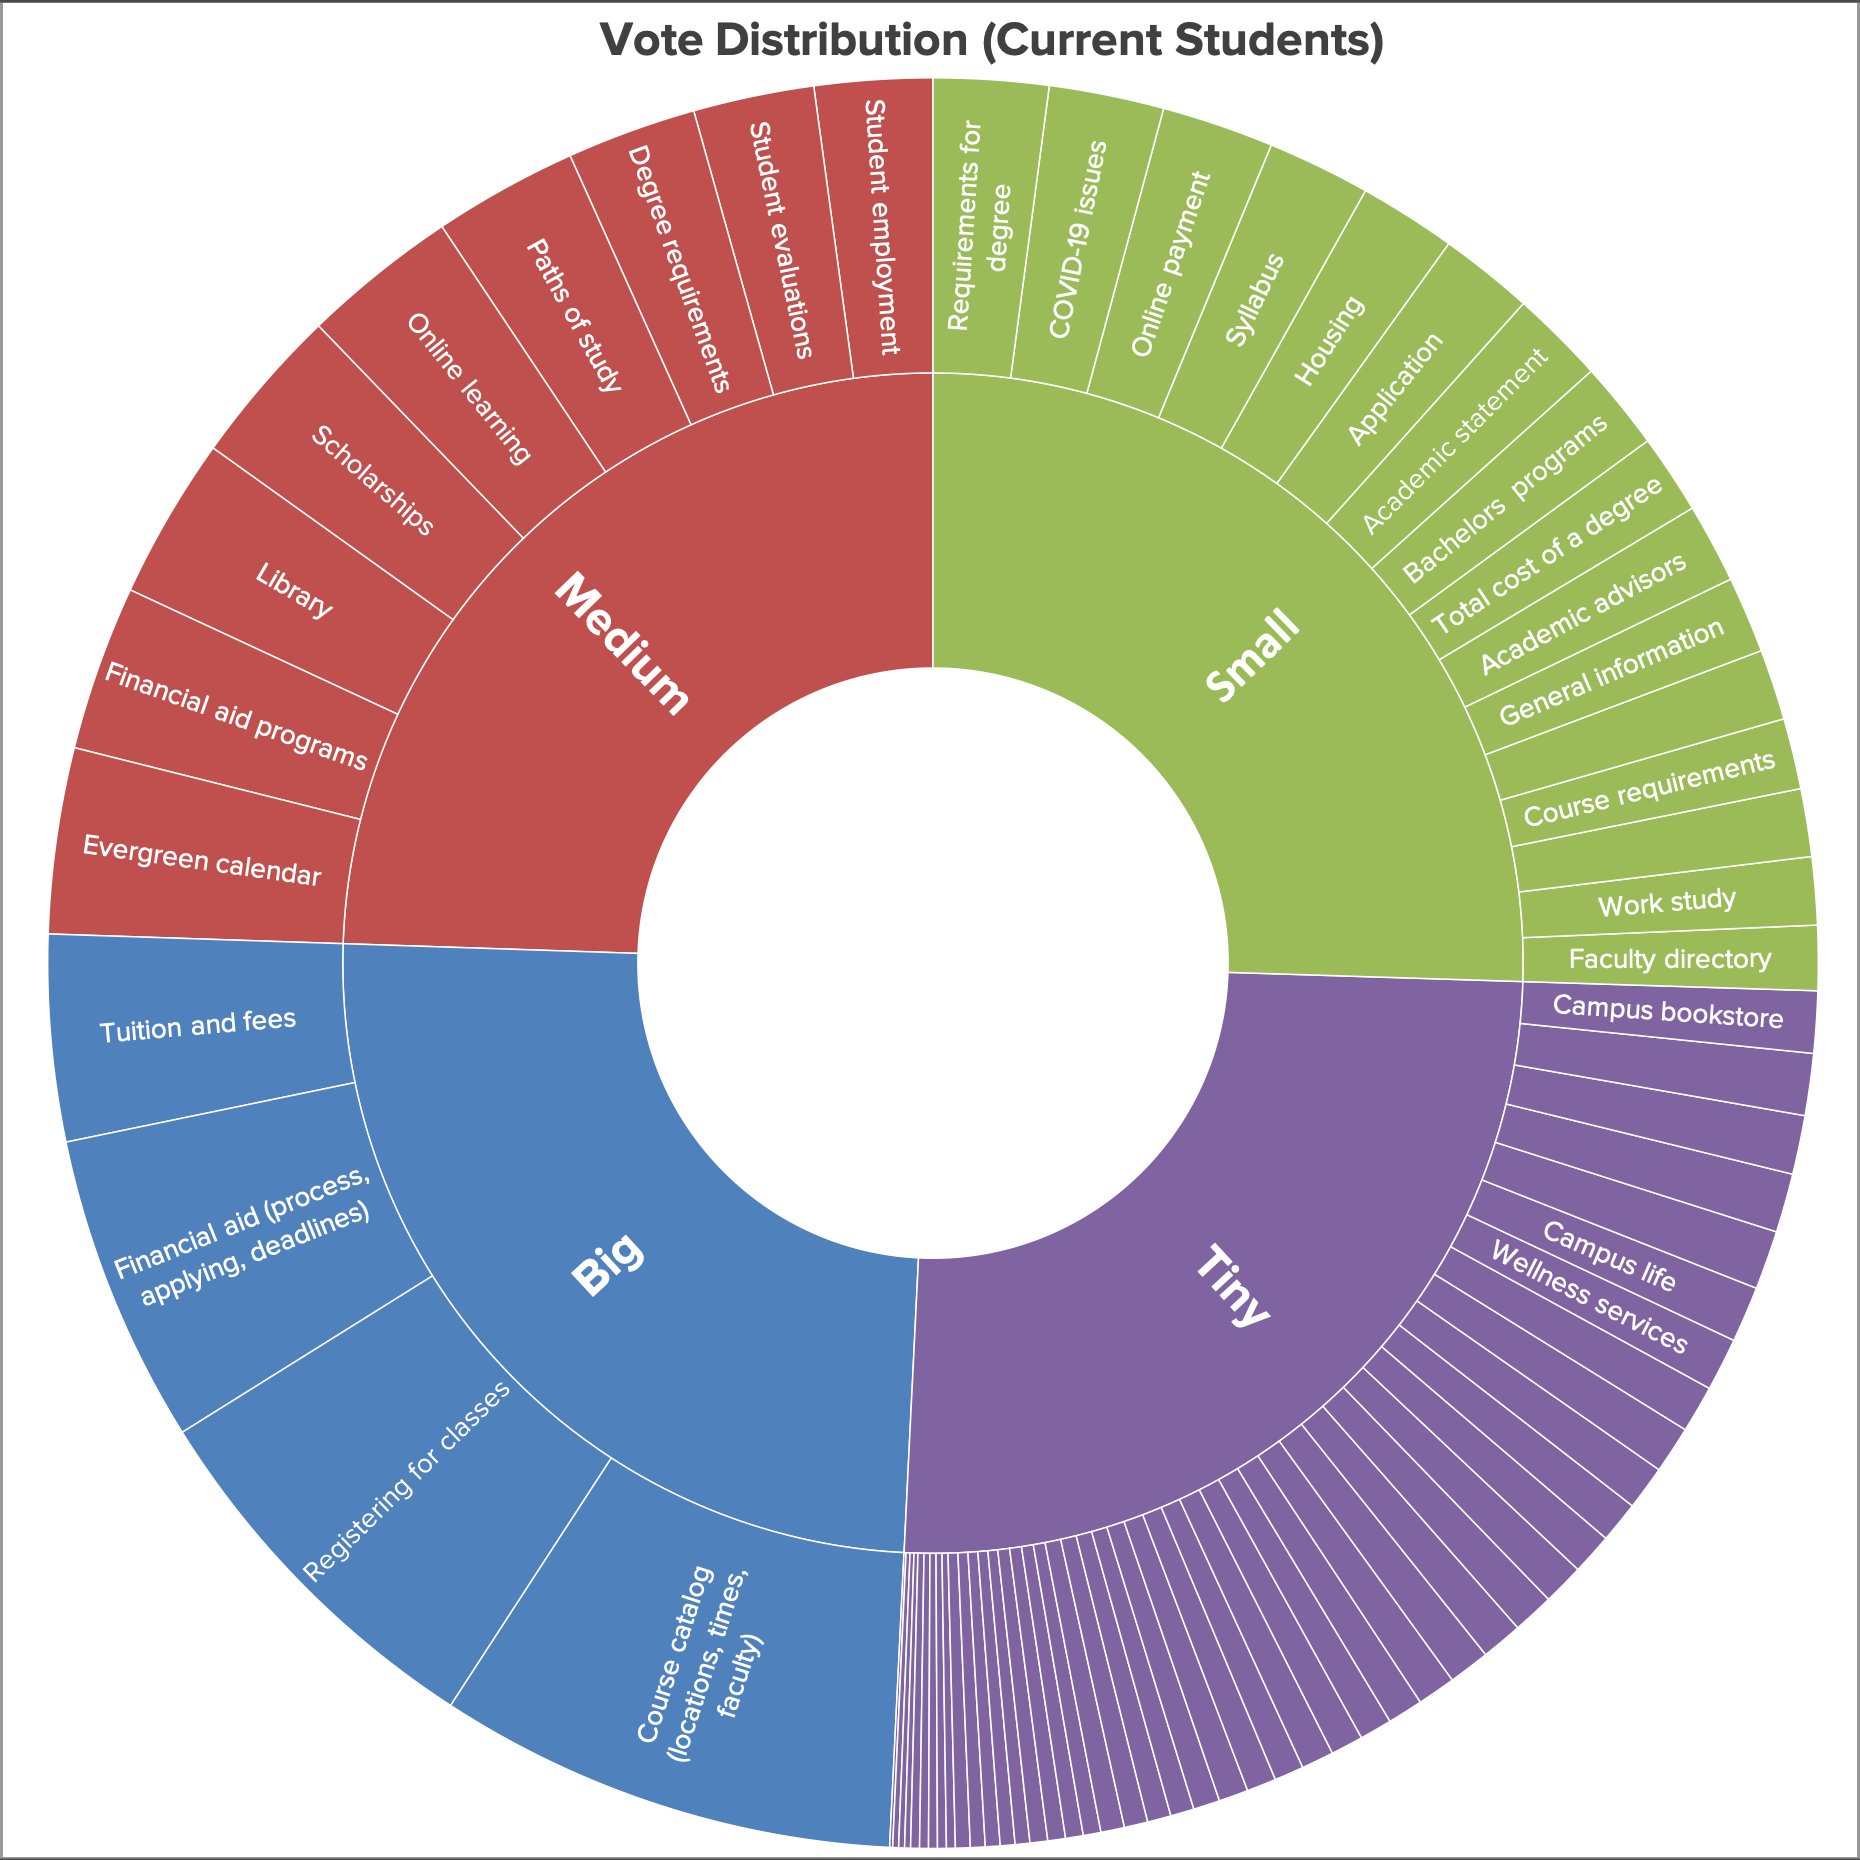 Vote Distribution (Current Students)
Small
Requirements for
degree
COVID-19 issues
Online payment
Syllabus
Housing
Application
Academic statement
Bachelors  programs
Total cost of a degree
Academic advisors
General information
Course requirements
Work study
Faculty directory
Tiny
Campus bookstore
Campus life
Wellness services
Big
Course catalog
(locations, times,
faculty)
Registering for classes
Financial aid (process,
applying, deadlines)
Tuition and fees
Medium
Evergreen calendar
Financial aid programs
Library
Scholarships
Online learning
Paths of study
Degree requirements
Student evaluations
Student employment